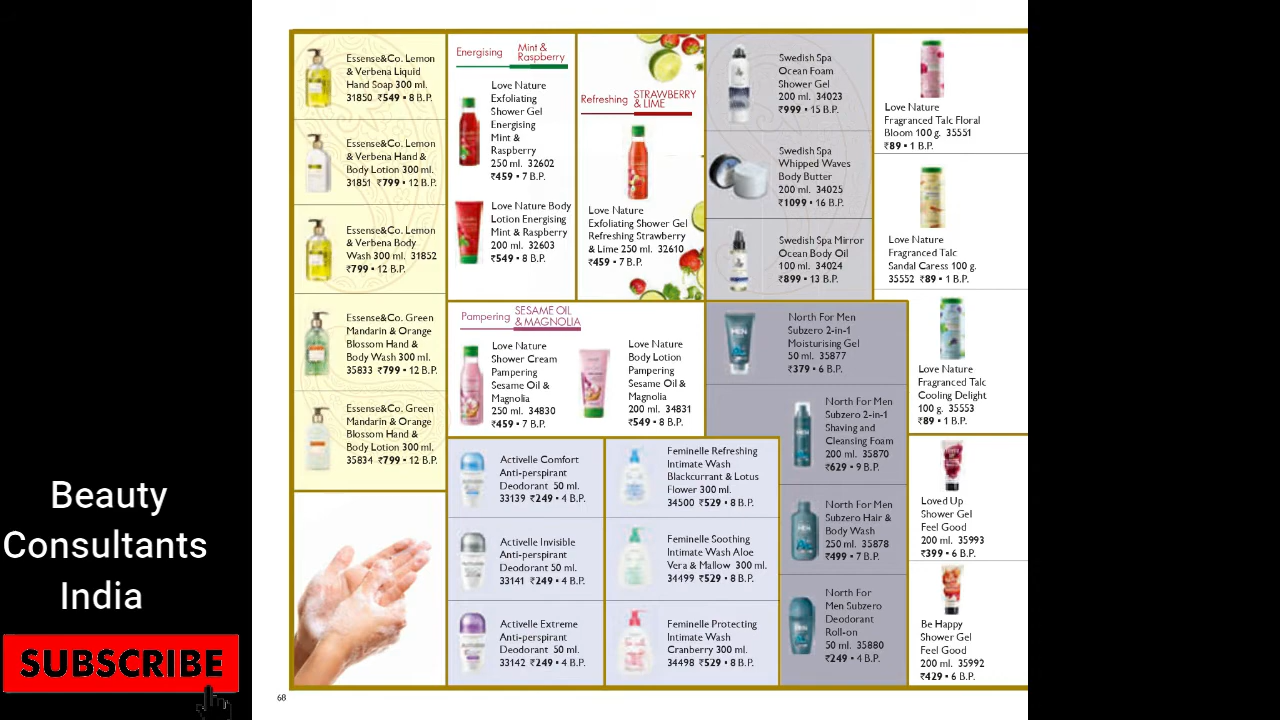 Essense&Co. Lemon
& Verbena Liquid
Hand Soap 300 ml.
31850 ₹549 • 8 B.P.
Essense&Co. Lemon
& Verbena Hand &
Body Lotion 300 ml.
31851 ₹799 • 12 B.P.
Essense&Co. Lemon
& Verbena Body
Wash 300 ml. 31852
₹799 • 12 B.P.
Essense&Co. Green
Mandarin & Orange
Blossom Hand &
Body Wash 300 ml.
35833 ₹799 • 12 B.P.
Essense&Co. Green
Mandarin & Orange
Blossom Hand &
Body Lotion 300 ml.
35834 ₹799 • 12 B.P.
Energising Mint &
Raspberry
Love Nature
Exfoliating
Shower Gel
Energising
Mint &
Raspberry
250 ml. 32602
₹459 • 7 B.P.
Love Nature Body
Lotion Energising
Mint & Raspberry
200 ml. 32603
₹549 • 8 B.P.
Refreshing STRAWBERRY
& LIME
Love Nature
Exfoliating Shower Gel
Refreshing Strawberry
& Lime 250 ml. 32610
₹459 • 7 B.P.
Pampering SESAME OIL
& MAGNOLIA
Love Nature
Shower Cream
Pampering
Sesame Oil &
Magnolia
250 ml. 34830
₹459 • 7 B.P.
Love Nature
Body Lotion
Pampering
Sesame Oil &
Magnolia
200 ml. 34831
₹549 • 8 B.P.
Activelle Comfort
Anti-perspirant
Deodorant 50 ml.
33139 ₹249 • 4 B.P.
Activelle Invisible
Anti-perspirant
Deodorant 50 ml.
33141 ₹249 • 4 B.P.
Activelle Extreme
Anti-perspirant
Deodorant 50 ml.
33142 ₹249 • 4 B.P.
Feminelle Refreshing
Intimate Wash
Blackcurrant & Lotus
Flower 300 ml.
34500 ₹529 • 8 B.P.
Feminelle Soothing
Intimate Wash Aloe
Vera & Mallow 300 ml.
34499 ₹529 • 8 B.P.
Feminelle Protecting
Intimate Wash
Cranberry 300 ml.
34498 ₹529 • 8 B.P.
Swedish Spa
Ocean Foam
Shower Gel
200 ml. 34023
₹999 • 15 B.P.
Swedish Spa
Whipped Waves
Body Butter
200 ml. 34025
₹1099 • 16 B.P.
Swedish Spa Mirror
Ocean Body Oil
100 ml. 34024
₹899 • 13 B.P.
North For Men
Subzero 2-in-1
Moisturising Gel
50 ml. 35877
₹379 • 6 B.P.
North For Men
Subzero 2-in-1
Shaving and
Cleansing Foam
200 ml. 35870
₹629 • 9 B.P.
North For Men
Subzero Hair &
Body Wash
250 ml. 35878
₹499 • 7 B.P.
North For
Men Subzero
Deodorant
Roll-on
50 ml. 35880
₹249 • 4 B.P.
Love Nature
Fragranced Talc Floral
Bloom 100 g. 35551
₹89 • 1 B.P.
Love Nature
Fragranced Talc
Sandal Caress 100 g.
35552 ₹89 • 1 B.P.
Love Nature
Fragranced Talc
Cooling Delight
100 g. 35553
₹89 • 1 B.P.
Loved Up
Shower Gel
Feel Good
200 ml. 35993
₹399 • 6 B.P.
Be Happy
Shower Gel
Feel Good
200 ml. 35992
₹429 • 6 B.P.
68
Beauty
Consultants
India
SUBSCRIBE